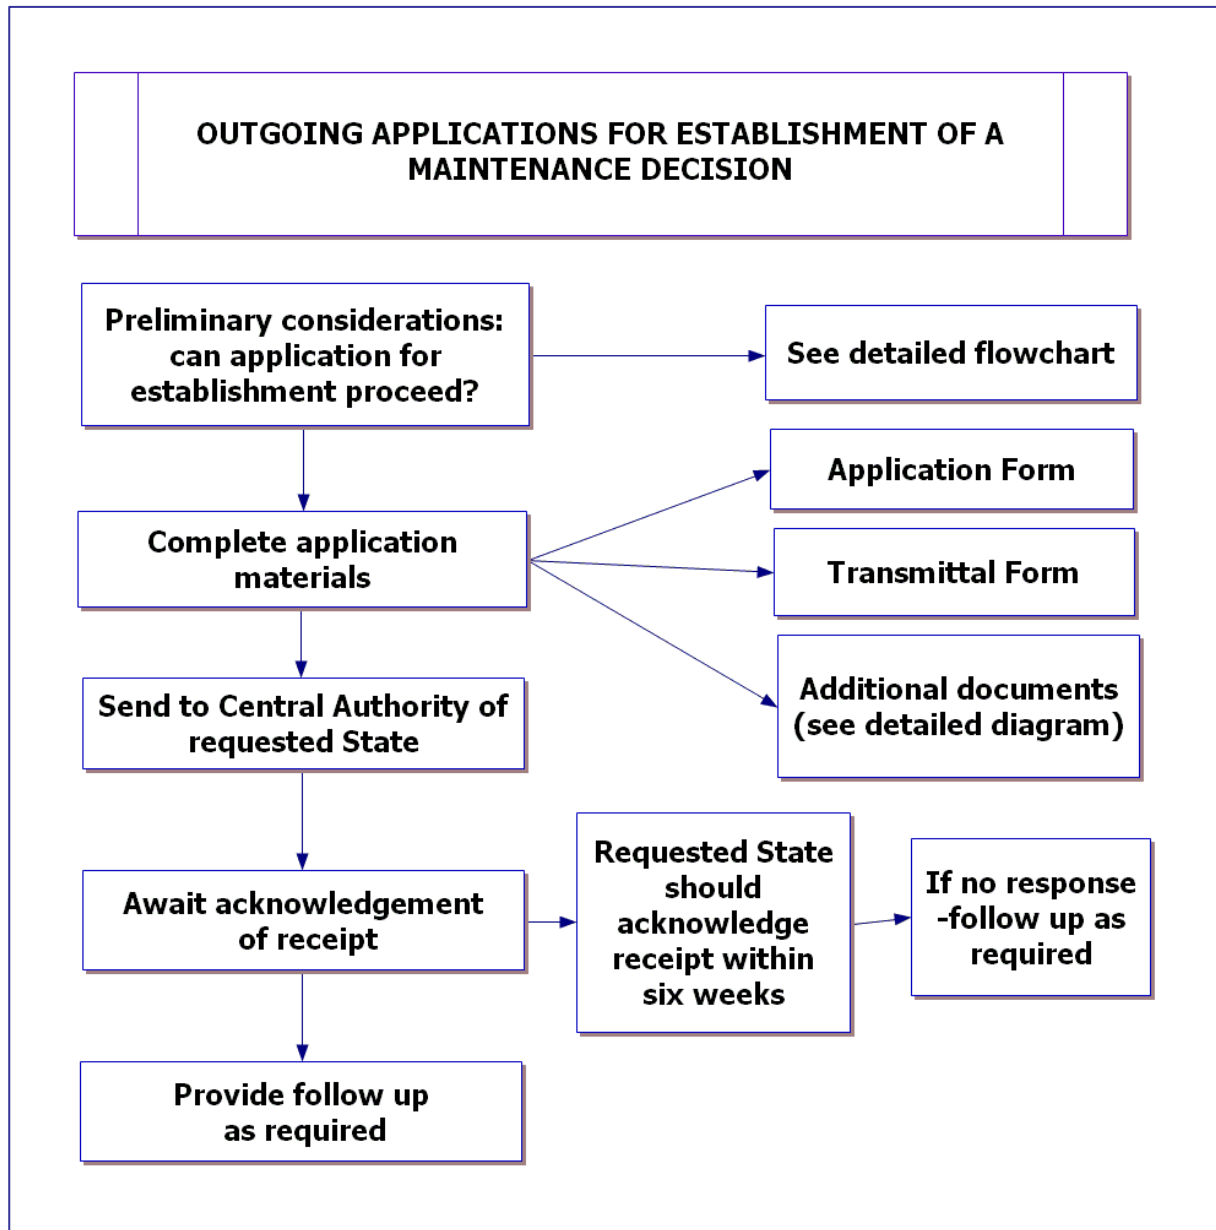 OUTGOING APPLICATIONS FOR ESTABLISHMENT OF A
MAINTENANCE DECISION
Preliminary considerations:
can application for
establishment proceed?
See detailed flowchart
Application Form
Complete application
materials
Transmittal Form
Additional documents
(see detailed diagram)
Send to Central Authority of
requested State
Await acknowledgement
of receipt
Requested State
should
acknowledge
receipt within
six weeks
If no response
-follow up as
required
Provide follow up
as required